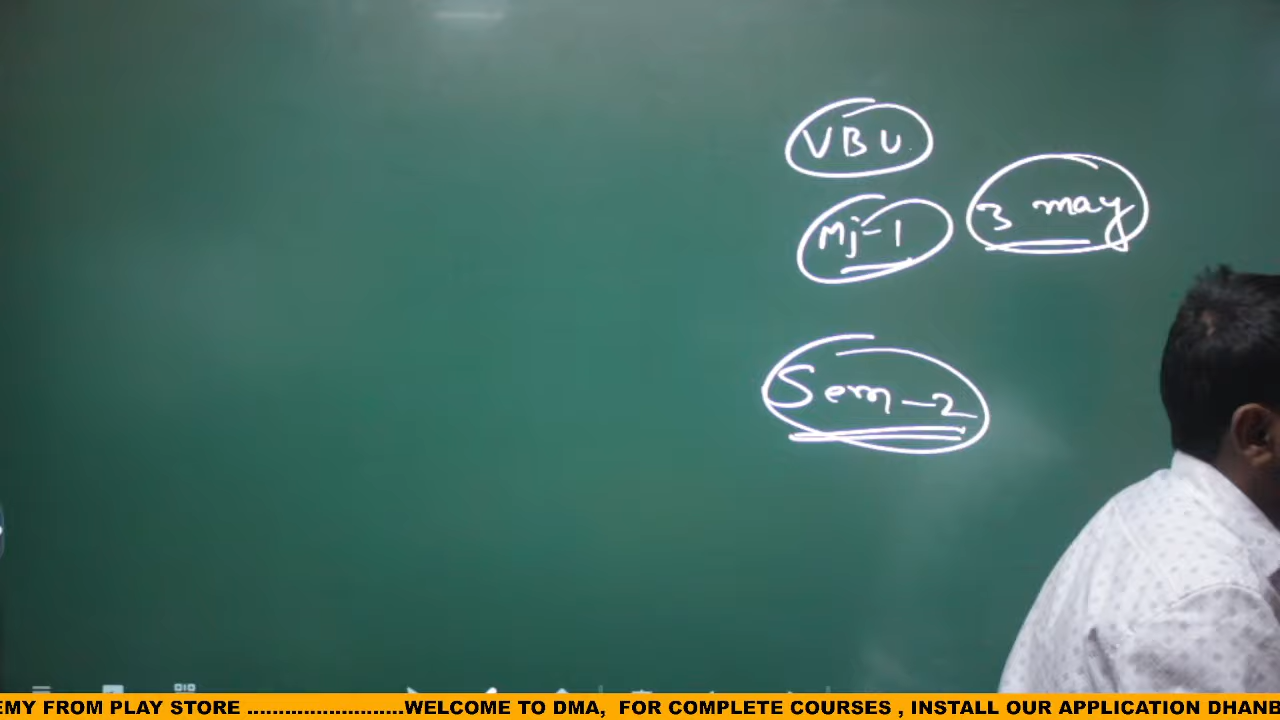 VBU
Mj-1
3 may
Sem-2
EMY FROM PLAY STORE ........................WELCOME TO DMA, FOR COMPLETE COURSES , INSTALL OUR APPLICATION DHANE